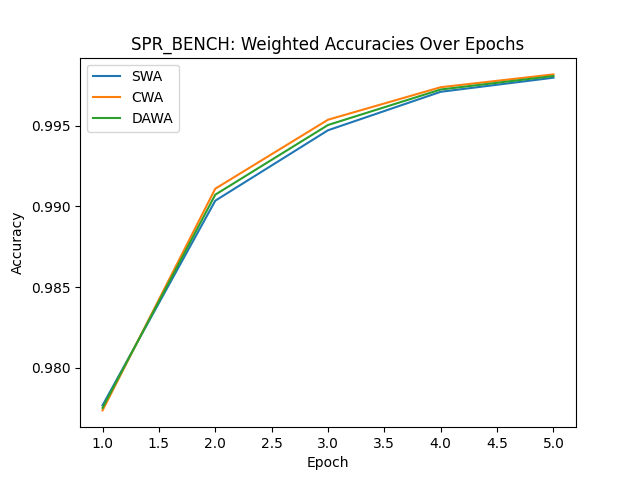 SPR_BENCH: Weighted Accuracies Over Epochs
SWA
CWA
DAWA
Accuracy
0.995
0.990
0.985
0.980
1.0 1.5 2.0 2.5 3.0 3.5 4.0 4.5 5.0
Epoch